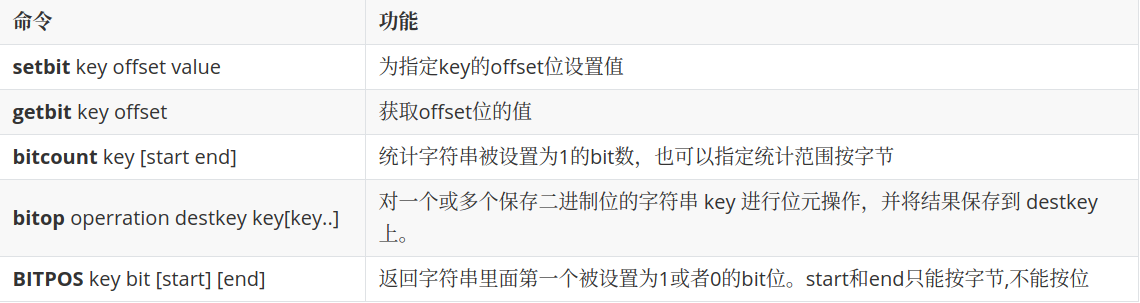 命令 功能
setbit key offset value 为指定key的offset位设置值
getbit key offset 获取offset位的值
bitcount key [start end] 统计字符串被设置为1的bit数，也可以指定统计范围按字节
bitop operration destkey key[key..] 对一个或多个保存二进制位的字符串 key 进行位元操作，并将结果保存到 destkey
上。
BITPOS key bit [start] [end] 返回字符串里面第一个被设置为1或者0的bit位。start和end只能按字节,不能按位